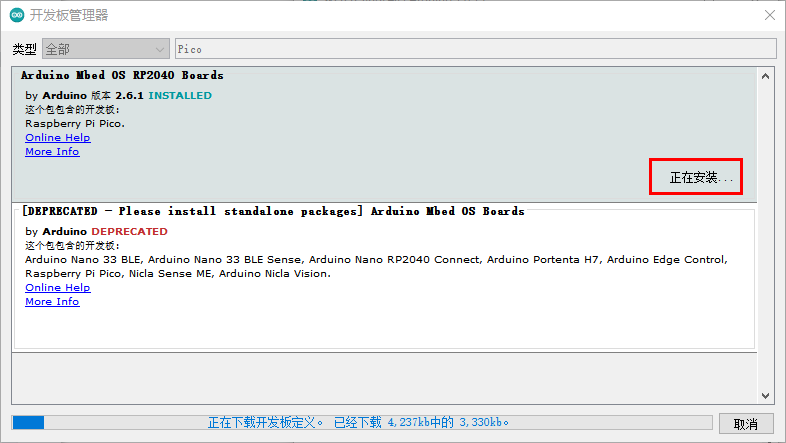 开发板管理器
类型 全部 Pico
Arduino Mbed OS RP2040 Boards
by Arduino 版本 2.6.1 INSTALLED
这个包包含的开发板:
Raspberry Pi Pico.
Online Help
More Info
正在安装...
[DEPRECATED - Please install standalone packages] Arduino Mbed OS Boards
by Arduino DEPRECATED
这个包包含的开发板:
Arduino Nano 33 BLE, Arduino Nano 33 BLE Sense, Arduino Nano RP2040 Connect, Arduino Portenta H7, Arduino Edge Control,
Raspberry Pi Pico, Nicla Sense ME, Arduino Nicla Vision.
Online Help
More Info
正在下载开发板定义。 已经下载 4,237kb中的 3,330kb。
取消